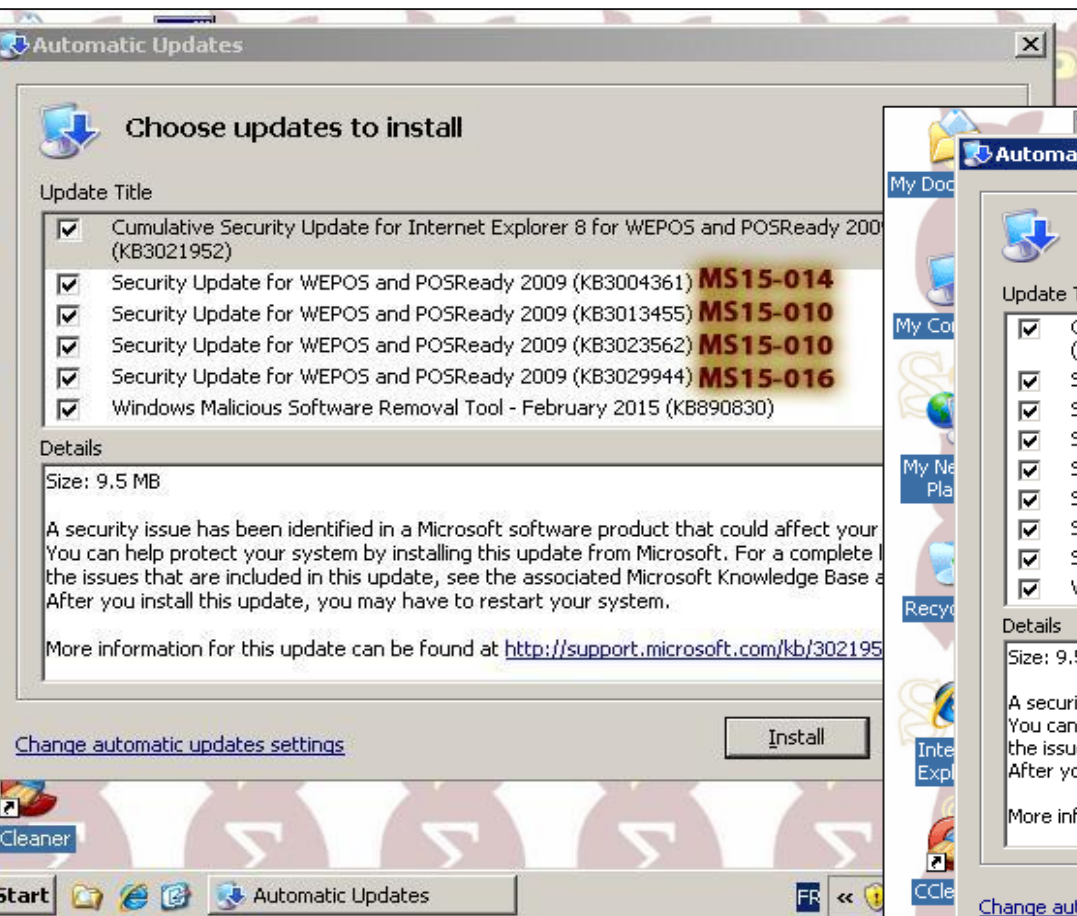 Automatic Updates
Choose updates to install
Update Title
Cumulative Security Update for Internet Explorer 8 for WEPOS and POSReady 200
(KB3021952)
Security Update for WEPOS and POSReady 2009 (KB3004361) MS15-014
Security Update for WEPOS and POSReady 2009 (KB3013455) MS15-010
Security Update for WEPOS and POSReady 2009 (KB3023562) MS15-010
Security Update for WEPOS and POSReady 2009 (KB3029944) MS15-016
Windows Malicious Software Removal Tool - February 2015 (KB890830)
Details
Size: 9.5 MB
A security issue has been identified in a Microsoft software product that could affect your
You can help protect your system by installing this update from Microsoft. For a complete l
the issues that are included in this update, see the associated Microsoft Knowledge Base a
After you install this update, you may have to restart your system.
More information for this update can be found at http://support.microsoft.com/kb/302195
Change automatic updates settings
Install
Cleaner
Start
Automatic Updates
FR «
My Doc
My Co
My Ne
Pla
Recyc
Inte
Expl
CCle
Automa
Update T
(
S
S
S
S
S
S
S
Details
Size: 9.5
A securi
You can
the issu
After yo
More inf
Change aut